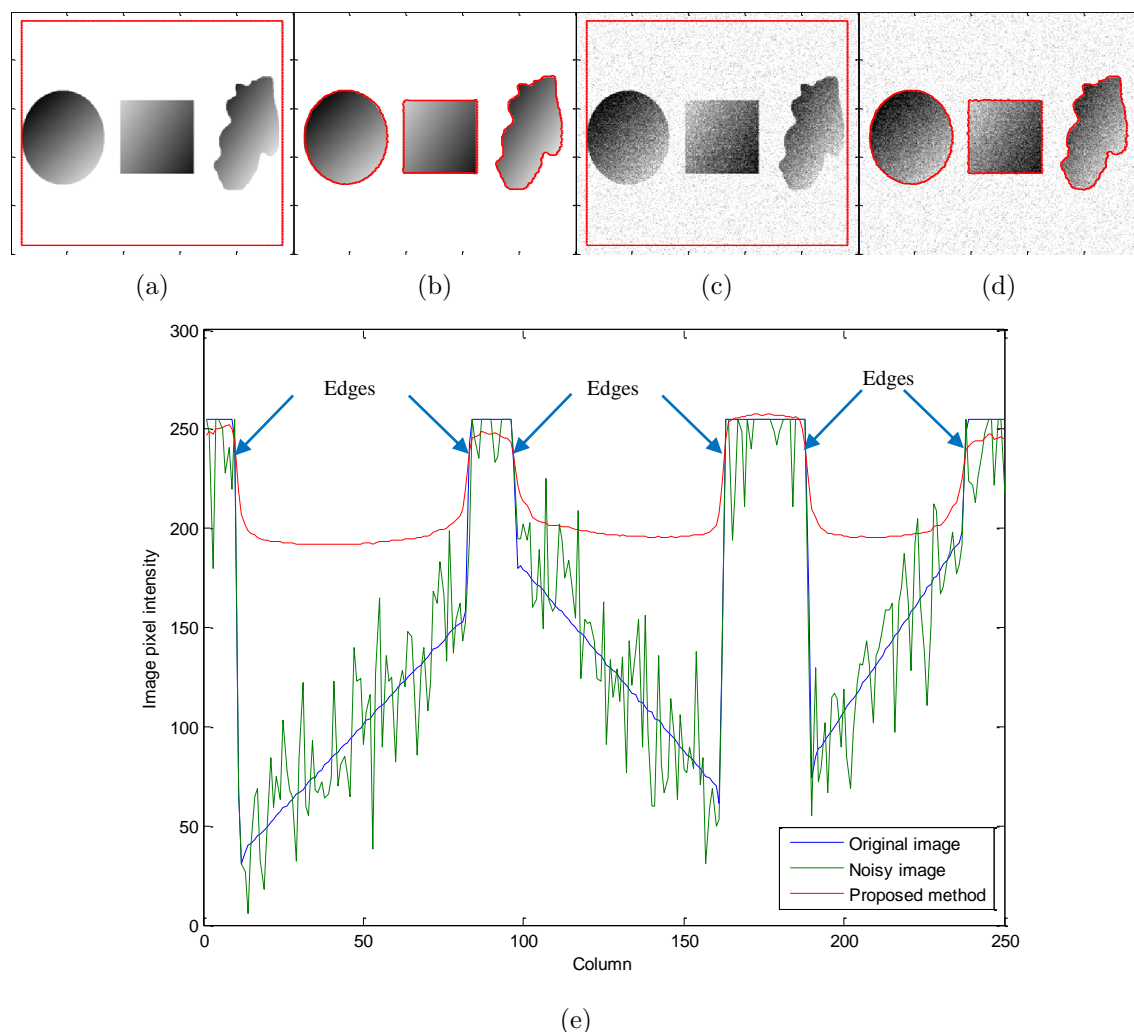 (a) (b) (c) (d)
300
250
200
150
100
50
0
Image pixel intensity
Edges Edges Edges
Original image
Noisy image
Proposed method
0 50 100 150 200 250
Column
(e)